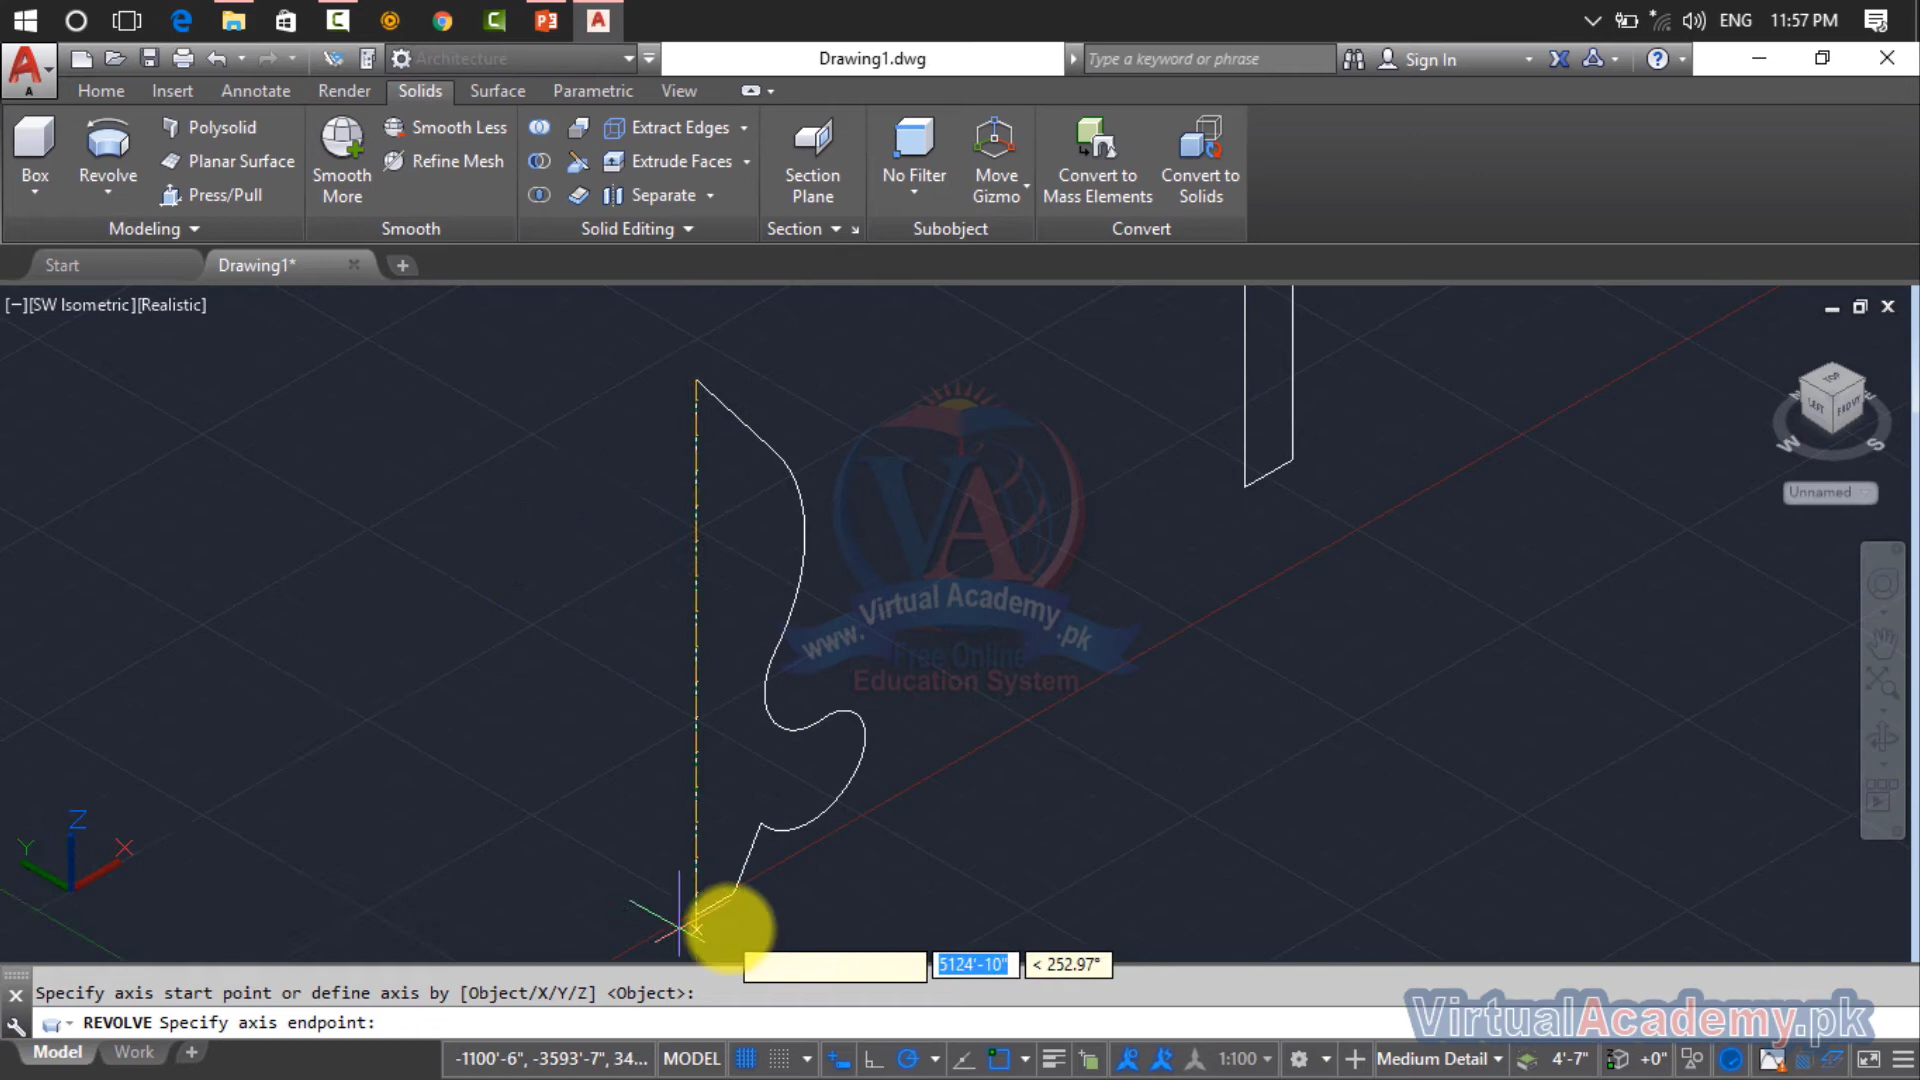 ENG 11:57 PM
Architecture
Drawing1.dwg
Type a keyword or phrase
Sign In
A
Home Insert Annotate Render Solids Surface Parametric View
Box
Revolve
Polysolid
Planar Surface
Press/Pull
Modeling
Smooth More
Smooth Less
Refine Mesh
Smooth
Extract Edges
Extrude Faces
Separate
Solid Editing
Section Plane
Section
No Filter
Move Gizmo
Subobject
Convert to Mass Elements
Convert to Solids
Convert
Start
Drawing1*
[−][SW Isometric][Realistic]
TOP
LEFT
FRONT
W
S
Unnamed
VA
www.Virtual Academy.pk
Free Online
Education System
Z
Y
X
5124'-10"
< 252.97°
Specify axis start point or define axis by [Object/X/Y/Z] <Object>:
REVOLVE Specify axis endpoint:
VirtualAcademy.pk
Model
Work
-1100'-6", -3593'-7", 34...
MODEL
1:100
Medium Detail
4'-7"
+0"